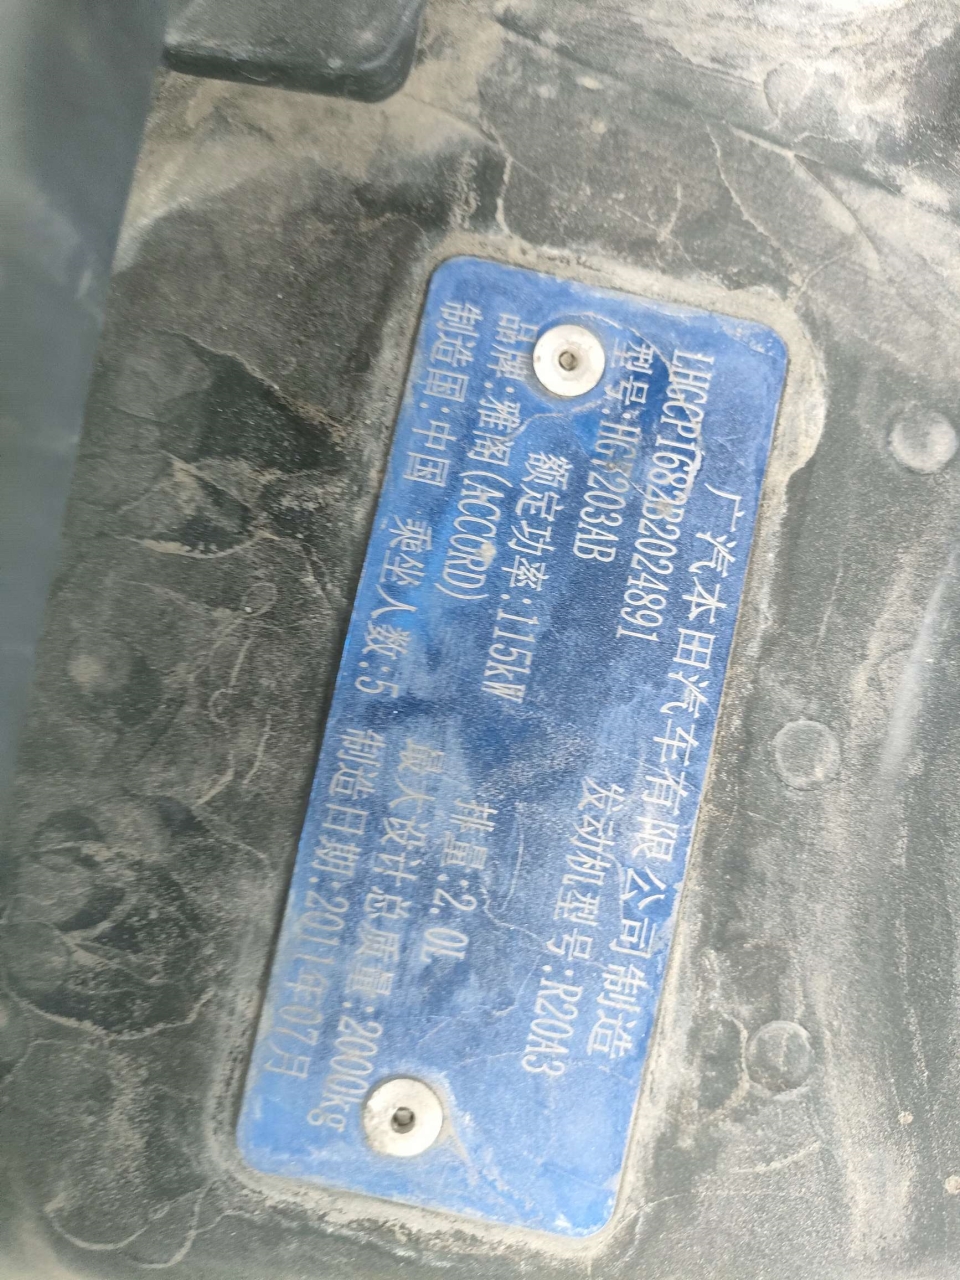 广汽本田汽车有限公司制造
LHGCP1682B2024891
型号:HG7203AB 发动机型号:R20A3
额定功率:115kW 排量:2.0L
品牌:雅阁(ACCORD) 最大设计总质量:2000kg
制造国:中国 乘坐人数:5 制造日期:2011年07月